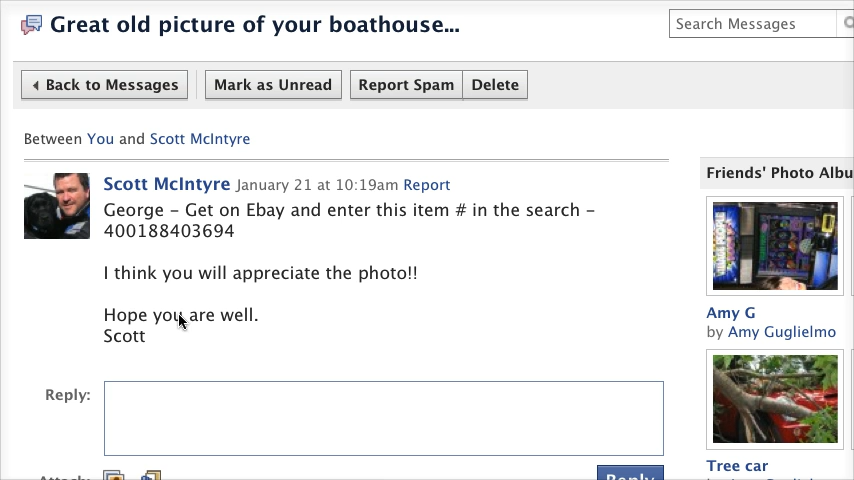 Great old picture of your boathouse...
Search Messages
Back to Messages
Mark as Unread
Report Spam
Delete
Between You and Scott McIntyre
Scott McIntyre January 21 at 10:19am Report
George - Get on Ebay and enter this item # in the search -
400188403694
I think you will appreciate the photo!!
Hope you are well.
Scott
Reply:
Attach:
Reply
Friends' Photo Albu
Amy G
by Amy Guglielmo
Tree car